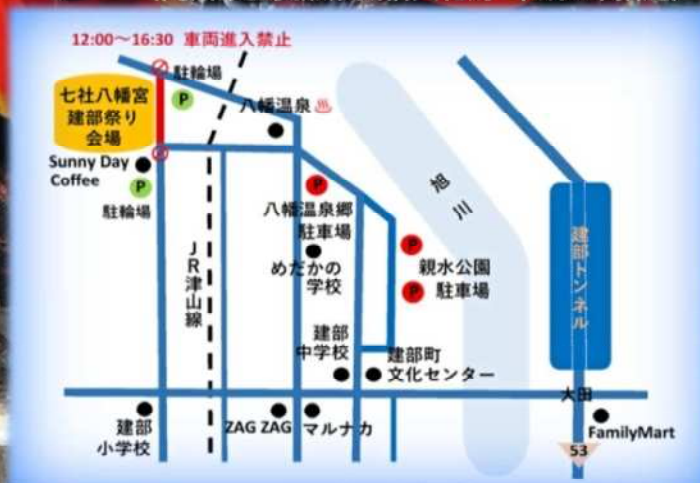 12:00～16:30 車両進入禁止
駐輪場
P
七社八幡宮
建部祭り
会場
八幡温泉
Sunny Day
Coffee
P
駐輪場
P
八幡温泉郷
駐車場
めだかの
学校
旭川
P
親水公園
P
駐車場
JR津山線
建部トンネル
建部
中学校
建部町
文化センター
大田
建部
小学校
ZAG ZAG
マルナカ
FamilyMart
53